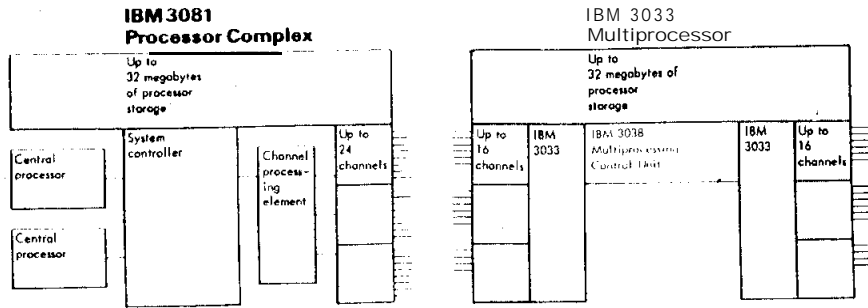 IBM 3081
Processor Complex
Up to
32 megabytes
of processor
storage
Central
processor
Central
processor
System
controller
Channel
process-
ing
element
Up to
24
channels
IBM 3033
Multiprocessor
Up to
32 megabytes of
processor
storage
Up to
16
channels
IBM
3033
IBM 3038
Multiprocessing
Control Unit
IBM
3033
Up to
16
channels